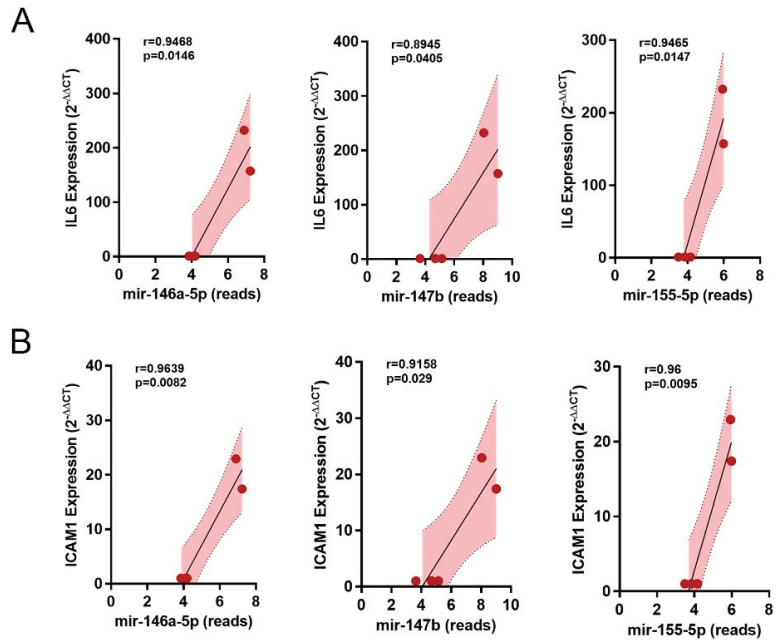 A
r=0.9468
p=0.0146
IL6 Expression (2-ΔΔCT)
400
300
200
100
0
0 2 4 6 8
mir-146a-5p (reads)
r=0.8945
p=0.0405
IL6 Expression (2-ΔΔCT)
400
300
200
100
0
0 2 4 6 8 10
mir-147b (reads)
r=0.9465
p=0.0147
IL6 Expression (2-ΔΔCT)
300
200
100
0
0 2 4 6 8
mir-155-5p (reads)
B
r=0.9639
p=0.0082
ICAM1 Expression (2-ΔΔCT)
40
30
20
10
0
0 2 4 6 8
mir-146a-5p (reads)
r=0.9158
p=0.029
ICAM1 Expression (2-ΔΔCT)
40
30
20
10
0
0 2 4 6 8 10
mir-147b (reads)
r=0.96
p=0.0095
ICAM1 Expression (2-ΔΔCT)
30
20
10
0
0 2 4 6 8
mir-155-5p (reads)